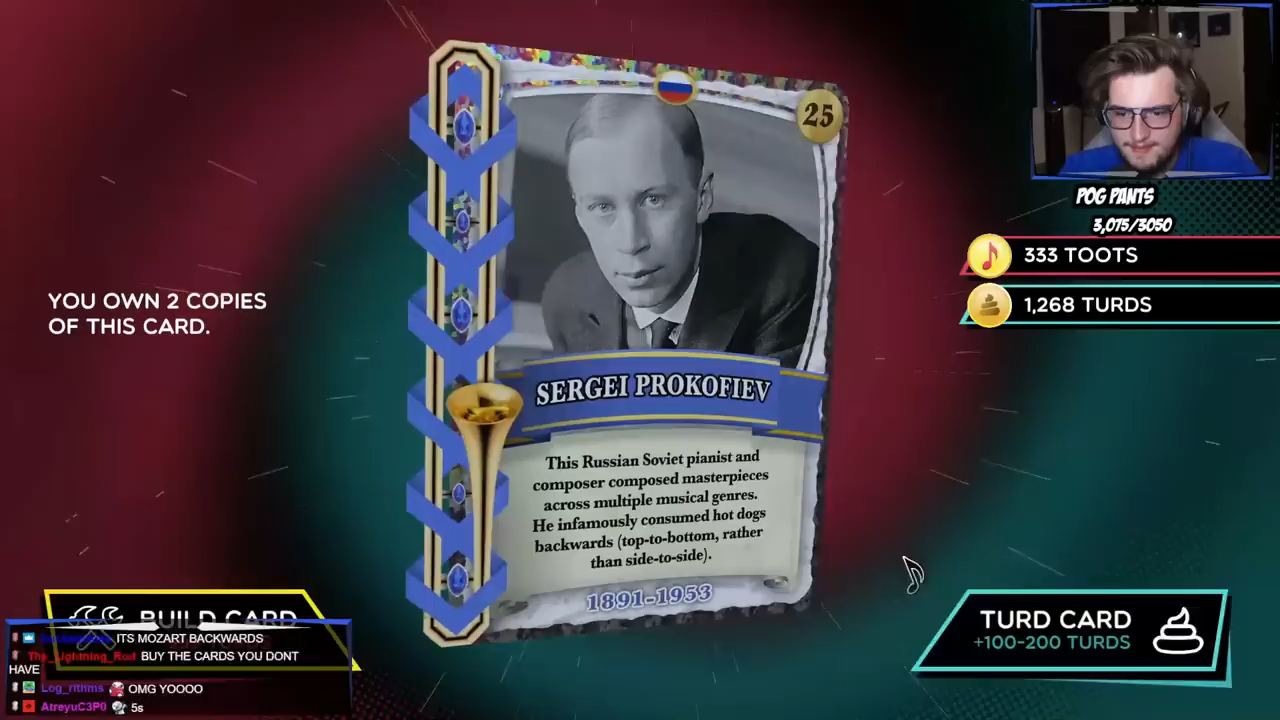 25
POG PANTS
3,075/3050
333 TOOTS
1,268 TURDS
YOU OWN 2 COPIES
OF THIS CARD.
SERGEI PROKOFIEV
This Russian Soviet pianist and
composer composed masterpieces
across multiple musical genres.
He infamously consumed hot dogs
backwards (top-to-bottom, rather
than side-to-side).
1891-1953
BUILD CARD
ITS MOZART BACKWARDS
The_Lightning_Rod BUY THE CARDS YOU DONT
HAVE
Log_rithms OMG YOOOO
AtreyuC3P0 5s
TURD CARD
+100-200 TURDS